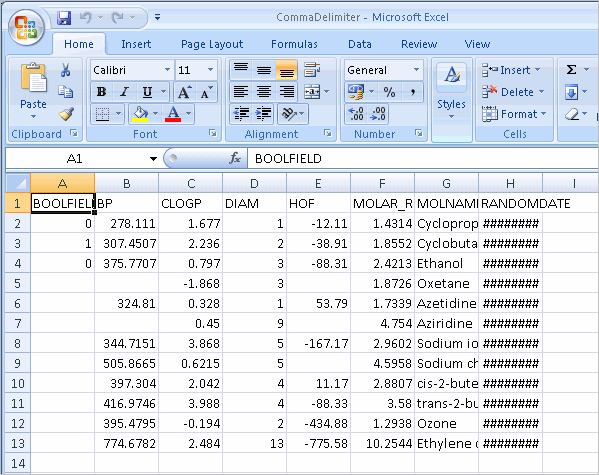 CommaDelimiter - Microsoft Excel
Home Insert Page Layout Formulas Data Review View
Paste Calibri 11 General Styles Insert Σ
B I U A A $ % , Delete
A .00 .0 Format
Clipboard Font Alignment Number Cells
A1 fx BOOLFIELD
A B C D E F G H I
1 BOOLFIEL BP CLOGP DIAM HOF MOLAR_R MOLNAM RANDOMDATE
2 0 278.111 1.677 1 -12.11 1.4314 Cycloprop ########
3 1 307.4507 2.236 2 -38.91 1.8552 Cyclobuta ########
4 0 375.7707 0.797 3 -88.31 2.4213 Ethanol ########
5 -1.868 3 1.8726 Oxetane ########
6 324.81 0.328 1 53.79 1.7339 Azetidine ########
7 0.45 9 4.754 Aziridine ########
8 344.7151 3.868 5 -167.17 2.9602 Sodium io ########
9 505.8665 0.6215 5 4.5958 Sodium ch ########
10 397.304 2.042 4 11.17 2.8807 cis-2-bute ########
11 416.9746 3.988 4 -88.33 3.58 trans-2-bu ########
12 395.4795 -0.194 2 -434.88 1.2938 Ozone ########
13 774.6782 2.484 13 -775.58 10.2544 Ethylene ########
14